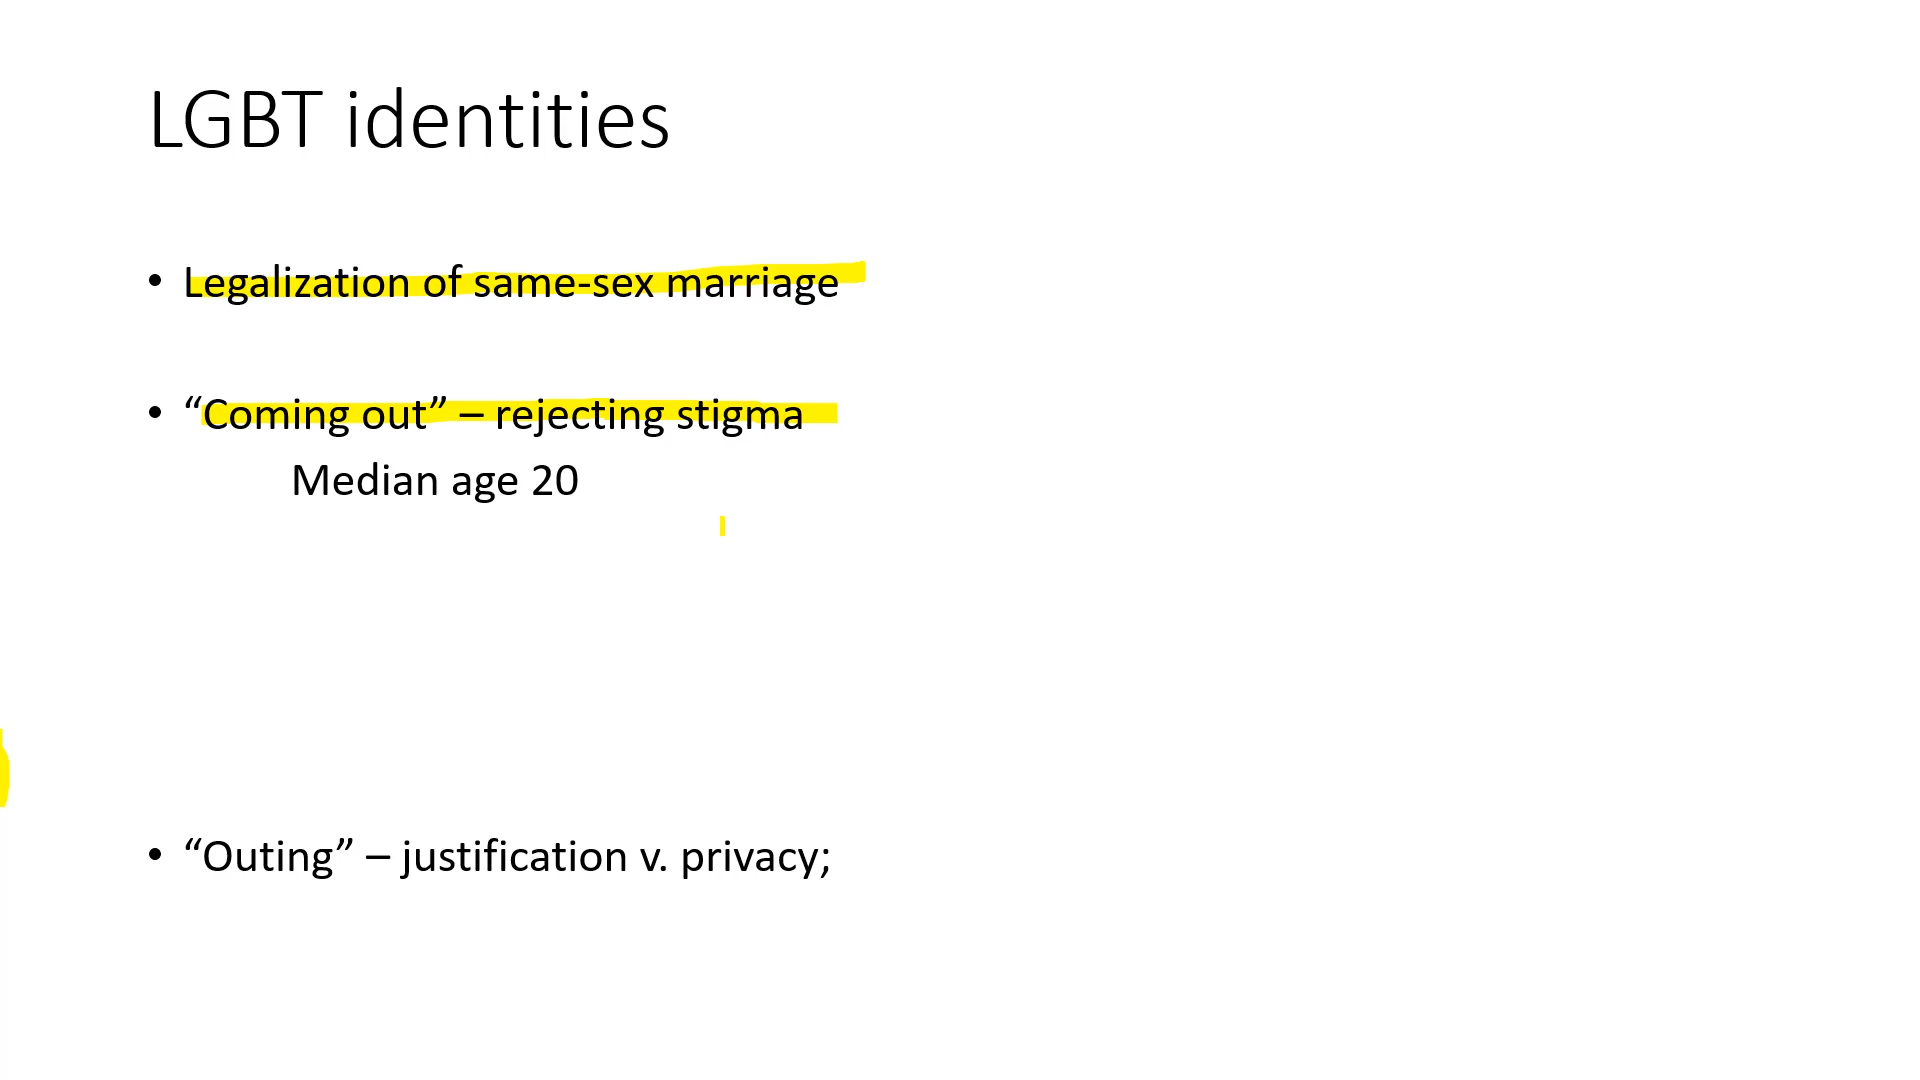 LGBT identities
• Legalization of same-sex marriage
• “Coming out” – rejecting stigma
Median age 20
• “Outing” – justification v. privacy;